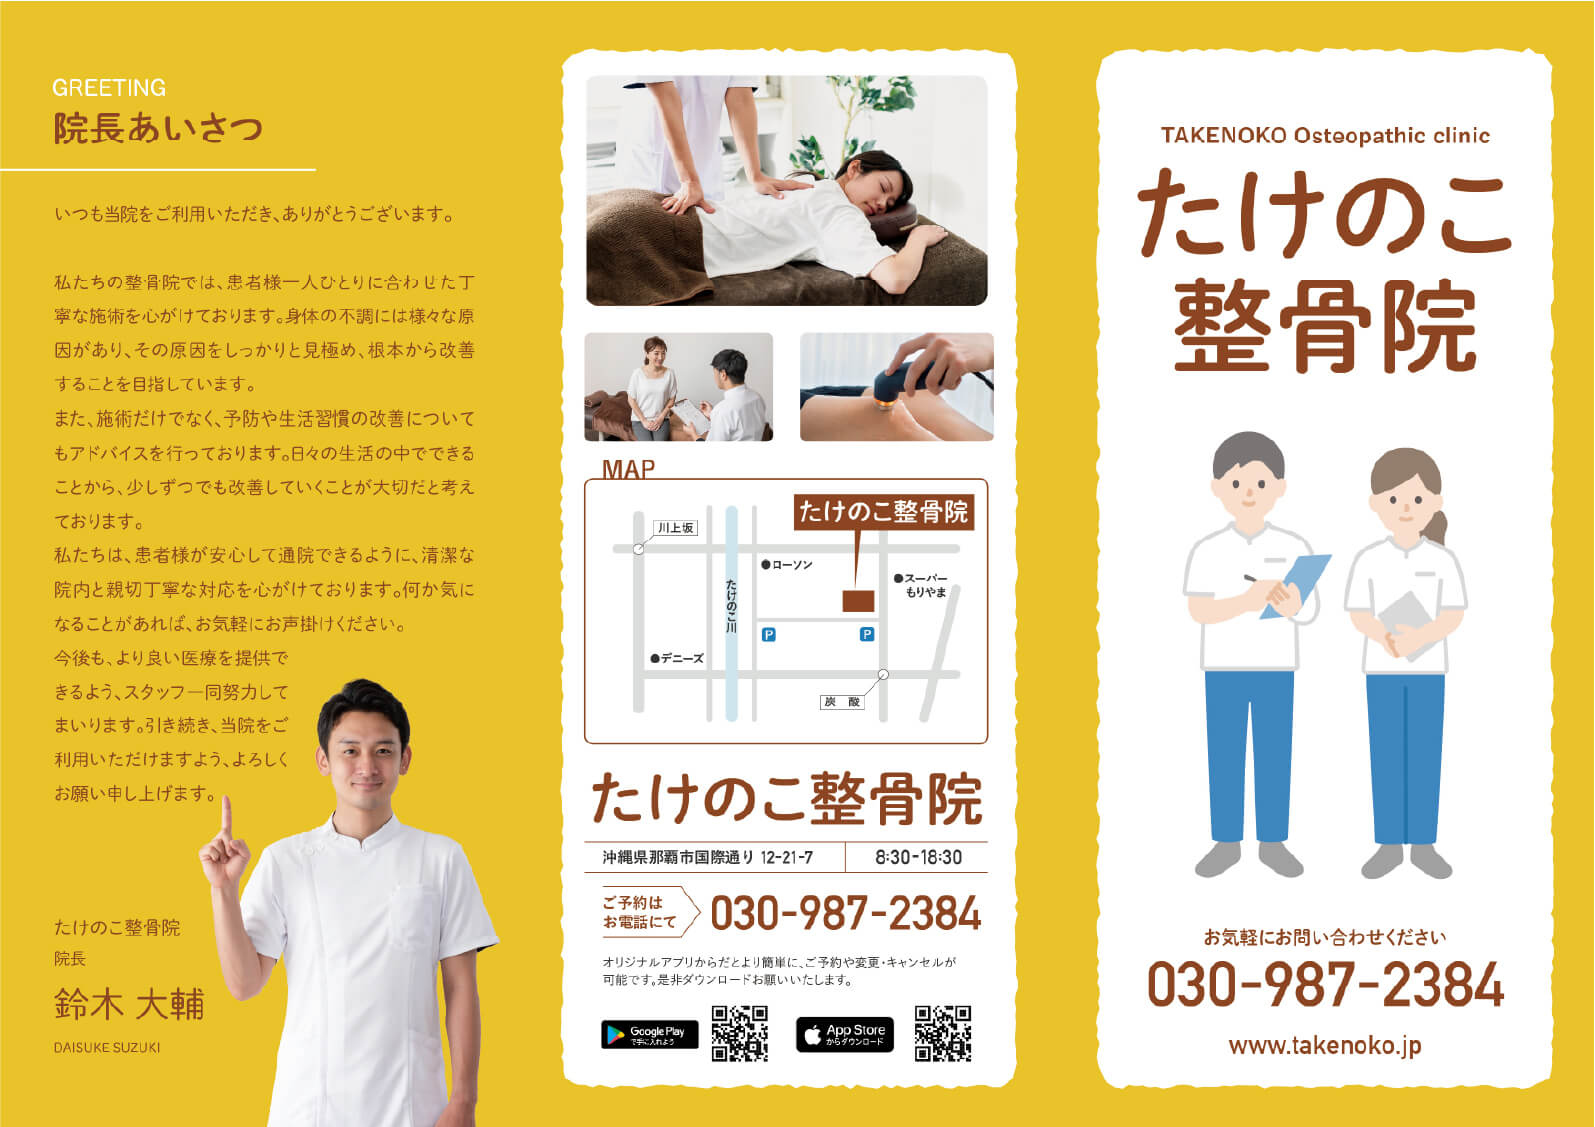 GREETING
院長あいさつ
いつも当院をご利用いただき、ありがとうございます。
私たちの整骨院では、患者様一人ひとりに合わせた丁
寧な施術を心がけております。身体の不調には様々な原
因があり、その原因をしっかりと見極め、根本から改善
することを目指しています。
また、施術だけでなく、予防や生活習慣の改善について
もアドバイスを行っております。日々の生活の中でできる
ことから、少しずつでも改善していくことが大切だと考え
ております。
私たちは、患者様が安心して通院できるように、清潔な
院内と親切丁寧な対応を心がけております。何か気に
なることがあれば、お気軽にお声掛けください。
今後も、より良い医療を提供で
きるよう、スタッフ一同努力して
まいります。引き続き、当院をご
利用いただけますよう、よろしく
お願い申し上げます。
たけのこ整骨院
院長
鈴木 大輔
DAISUKE SUZUKI
MAP
たけのこ整骨院
川上坂
●ローソン
●スーパー
もりやま
たけのこ川
P
P
●デニーズ
炭 酸
たけのこ整骨院
沖縄県那覇市国際通り 12-21-7
8:30-18:30
ご予約は
お電話にて
030-987-2384
オリジナルアプリからだとより簡単に、ご予約や変更・キャンセルが
可能です。是非ダウンロードお願いいたします。
Google Play
で手に入れよう
App Store
からダウンロード
TAKENOKO Osteopathic clinic
たけのこ
整骨院
お気軽にお問い合わせください
030-987-2384
www.takenoko.jp